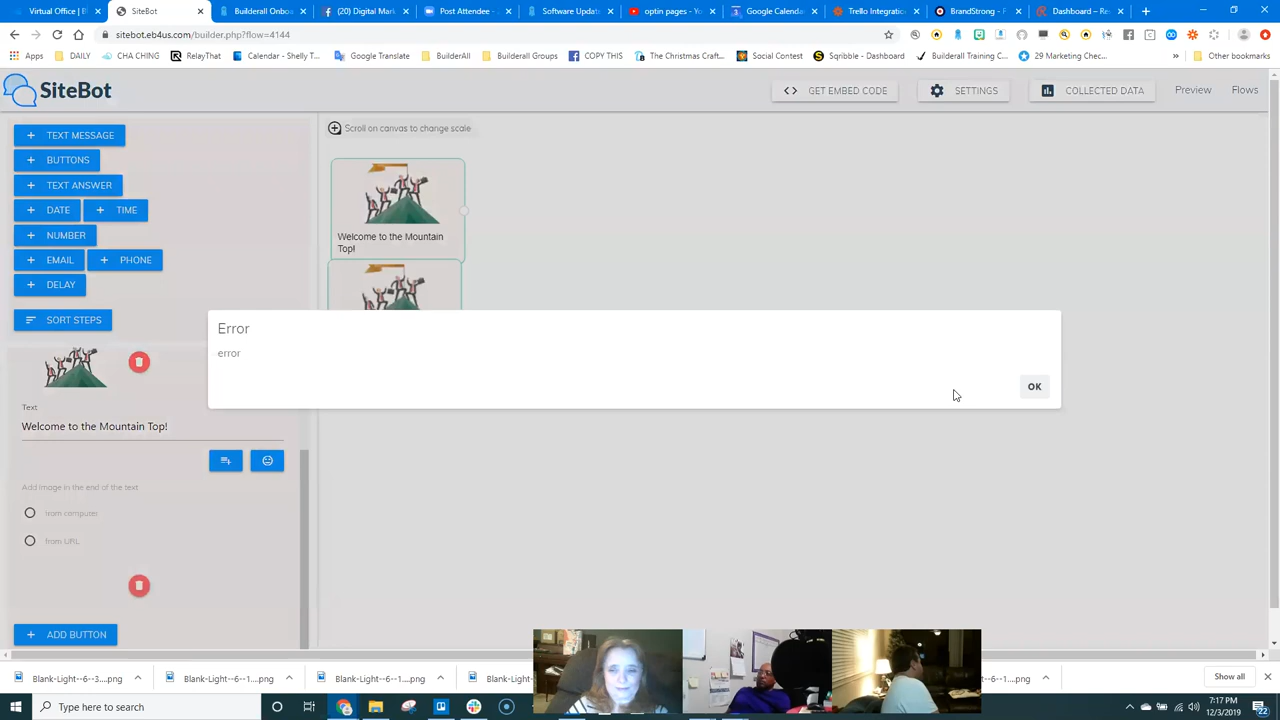 Virtual Office | B
SiteBot
Builderall Onbo
(20) Digital Mar
Post Attendee -
Software Updat
optin pages - Yo
Google Calenda
Trello Integratio
BrandStrong - F
Dashboard – Re
sitebot.eb4us.com/builder.php?flow=4144
Apps
DAILY
CHA CHING
RelayThat
Calendar - Shelly T...
Google Translate
BuilderAll
Builderall Groups
COPY THIS
The Christmas Craft...
Social Contest
Sqribble - Dashboard
Builderall Training C...
29 Marketing Chec...
»
Other bookmarks
SiteBot
GET EMBED CODE
SETTINGS
COLLECTED DATA
Preview
Flows
+ TEXT MESSAGE
Scroll on canvas to change scale
+ BUTTONS
+ TEXT ANSWER
+ DATE
+ TIME
+ NUMBER
Welcome to the Mountain
Top!
+ EMAIL
+ PHONE
+ DELAY
SORT STEPS
Error
error
OK
Text
Welcome to the Mountain Top!
Add image in the end of the text
from computer
from URL
+ ADD BUTTON
Blank-Light--6--3....png
Blank-Light--6--1...png
Blank-Light--6--1...png
Blank-Light--6
--1...png
Show all
Type here to search
7:17 PM
12/3/2019
22